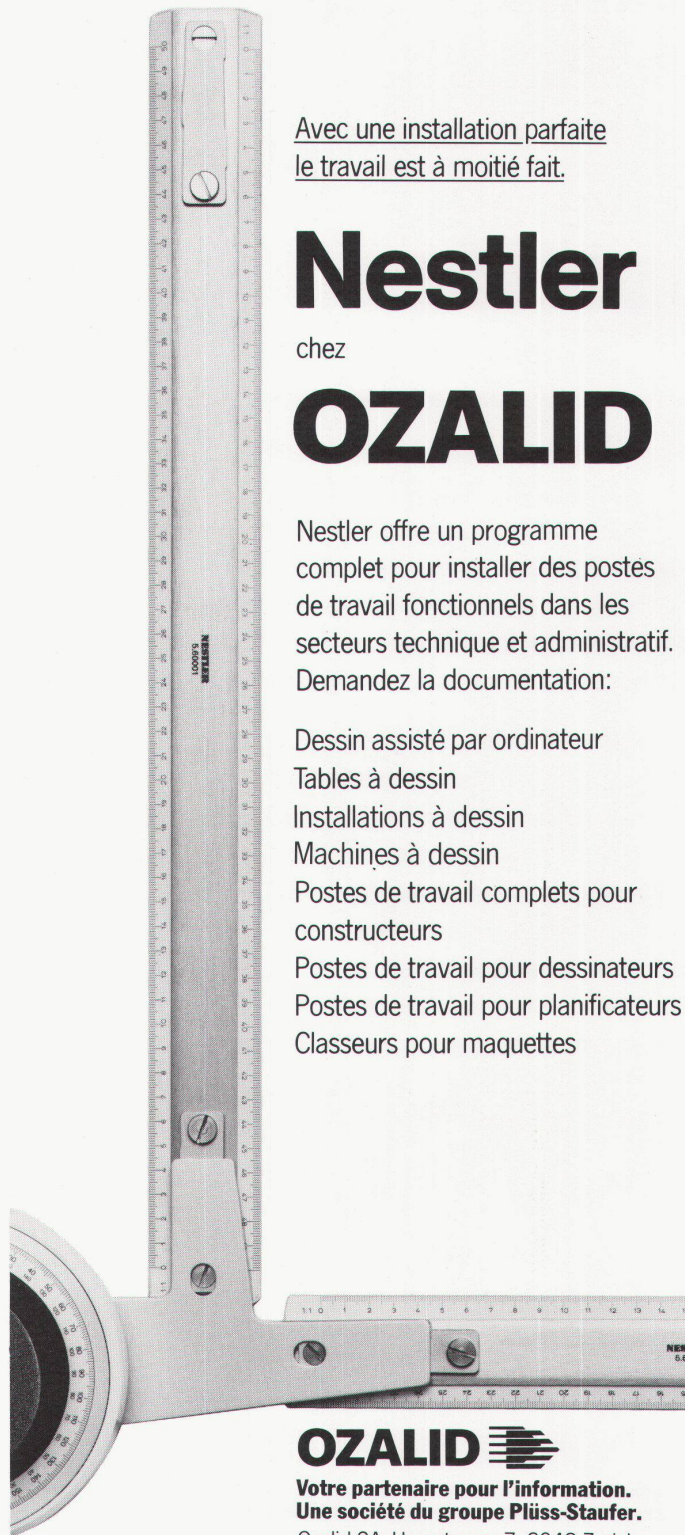 Avec une installation parfaite
le travail est à moitié fait.
Nestler
chez
OZALID
Nestler offre un programme
complet pour installer des postes
de travail fonctionnels dans les
secteurs technique et administratif.
Demandez la documentation:
Dessin assisté par ordinateur
Tables à dessin
Installations à dessin
Machines à dessin
Postes de travail complets pour
constructeurs
Postes de travail pour dessinateurs
Postes de travail pour planificateurs
Classeurs pour maquettes
NESTLER
5.60001
OZALID
Votre partenaire pour l'information.
Une société du groupe Plüss-Staufer.